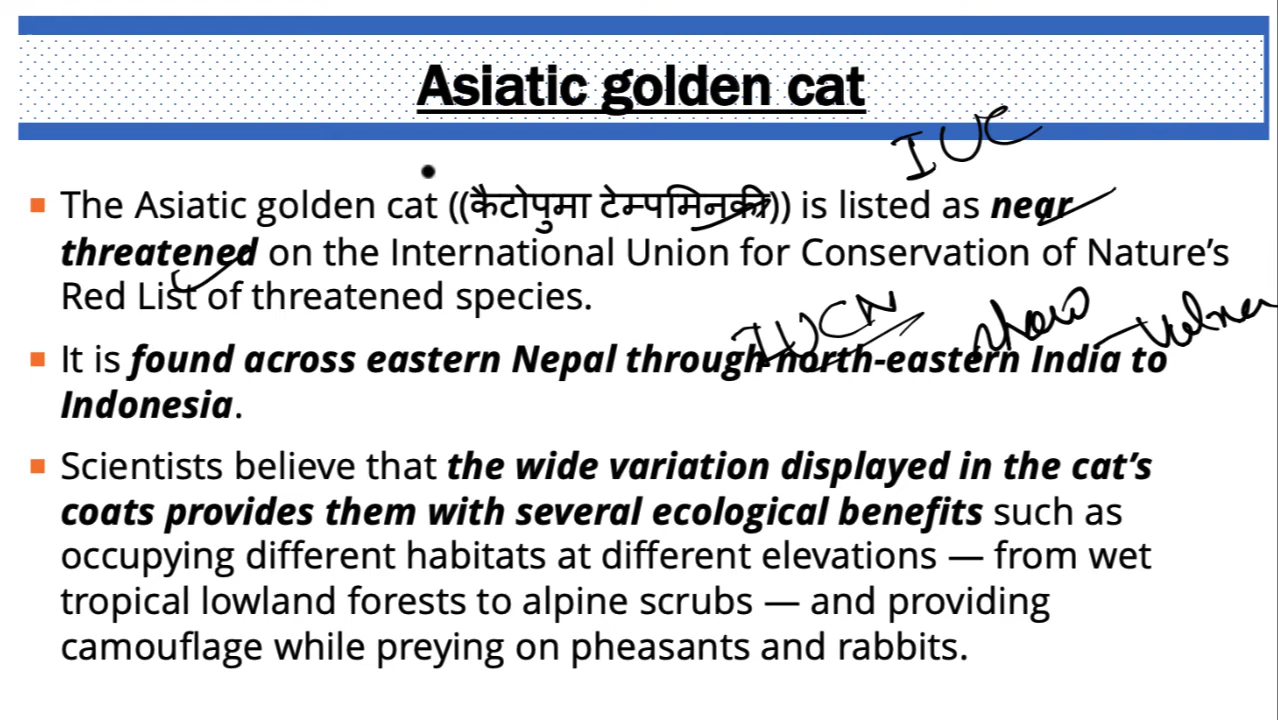 Asiatic golden cat
IUC
The Asiatic golden cat ((कैटोपुमा टेम्पमिनकी)) is listed as near
threatened on the International Union for Conservation of Nature's
Red List of threatened species.
IUCN
It is found across eastern Nepal through north-eastern India to
Indonesia.
Scientists believe that the wide variation displayed in the cat's
coats provides them with several ecological benefits such as
occupying different habitats at different elevations — from wet
tropical lowland forests to alpine scrubs — and providing
camouflage while preying on pheasants and rabbits.